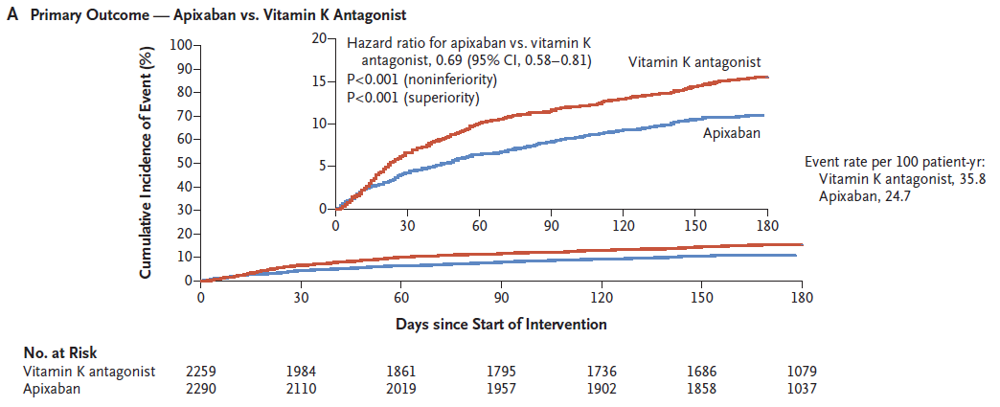 A Primary Outcome — Apixaban vs. Vitamin K Antagonist
Cumulative Incidence of Event (%)
100
90
80
70
60
50
40
30
20
10
0
20
15
10
5
0
Hazard ratio for apixaban vs. vitamin K
antagonist, 0.69 (95% CI, 0.58–0.81)
P<0.001 (noninferiority)
P<0.001 (superiority)
Vitamin K antagonist
Apixaban
0 30 60 90 120 150 180
Event rate per 100 patient-yr:
Vitamin K antagonist, 35.8
Apixaban, 24.7
0 30 60 90 120 150 180
Days since Start of Intervention
No. at Risk
Vitamin K antagonist 2259 1984 1861 1795 1736 1686 1079
Apixaban 2290 2110 2019 1957 1902 1858 1037